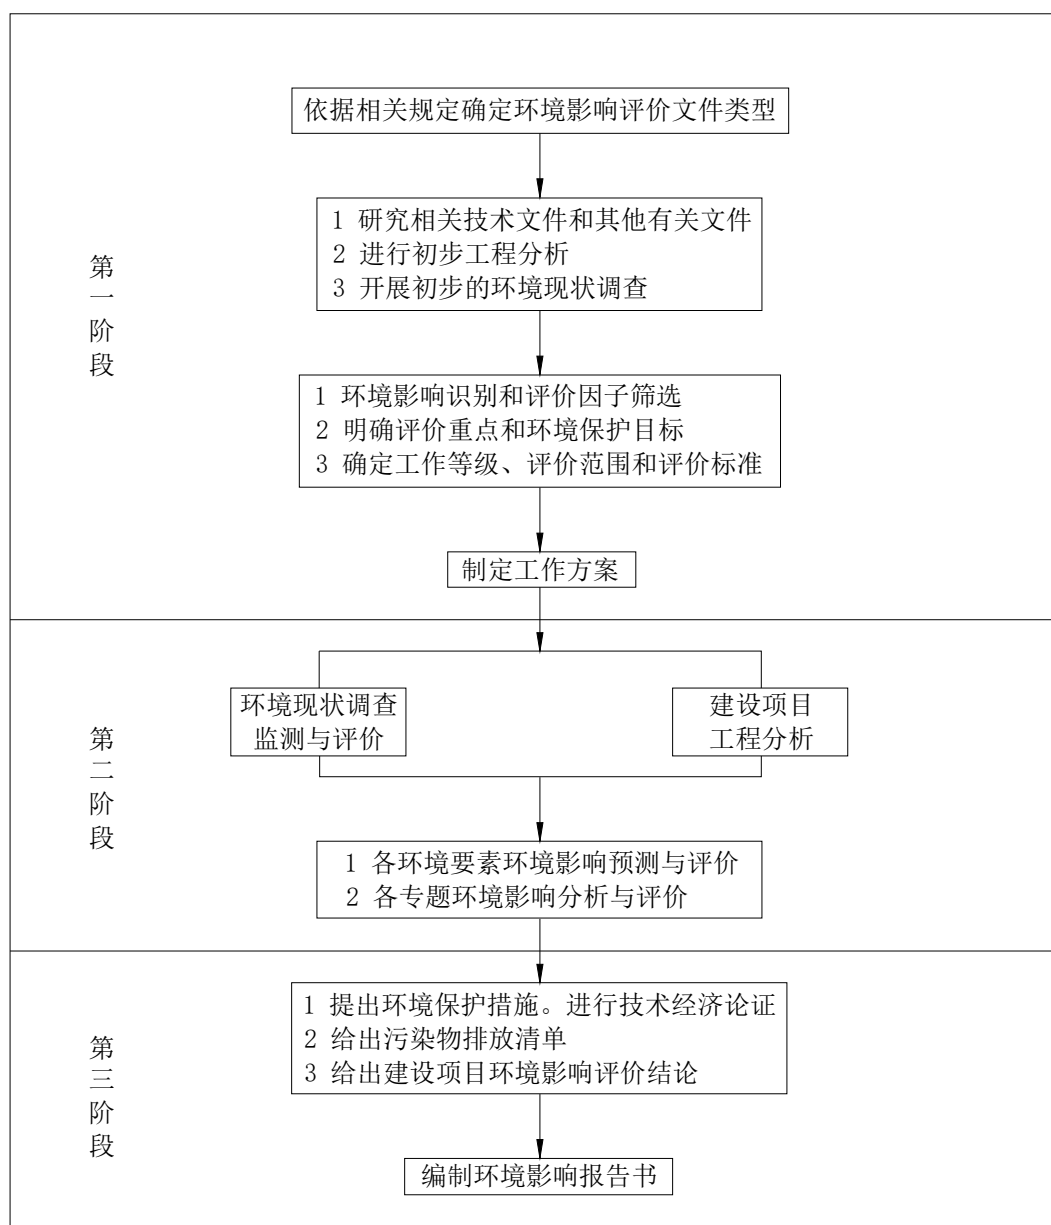 依据相关规定确定环境影响评价文件类型
1 研究相关技术文件和其他有关文件
2 进行初步工程分析
3 开展初步的环境现状调查
第一阶段
1 环境影响识别和评价因子筛选
2 明确评价重点和环境保护目标
3 确定工作等级、评价范围和评价标准
制定工作方案
环境现状调查
监测与评价
建设项目
工程分析
第二阶段
1 各环境要素环境影响预测与评价
2 各专题环境影响分析与评价
1 提出环境保护措施。进行技术经济论证
2 给出污染物排放清单
3 给出建设项目环境影响评价结论
第三阶段
编制环境影响报告书